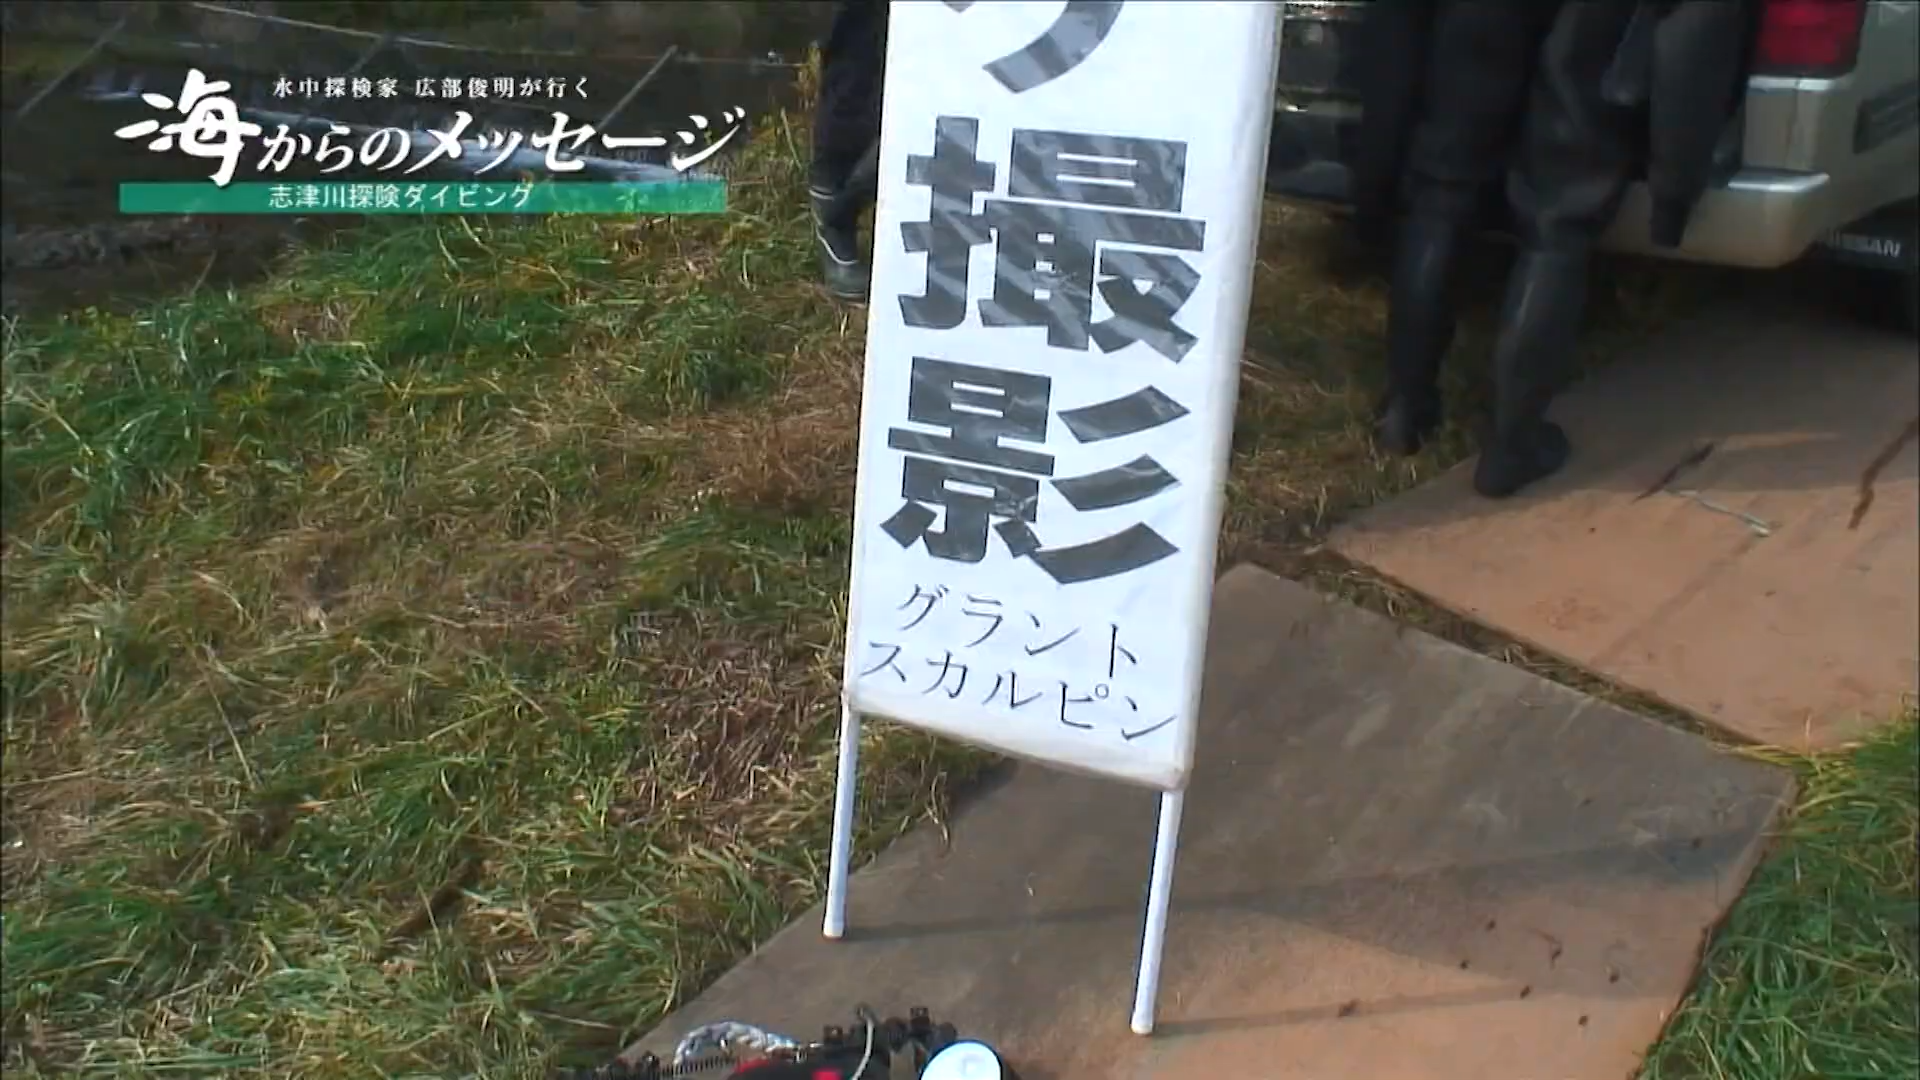 水中探検家 広部俊明が行く
海からのメッセージ
志津川探険ダイビング
撮影
グラント
スカルピン
NISSAN